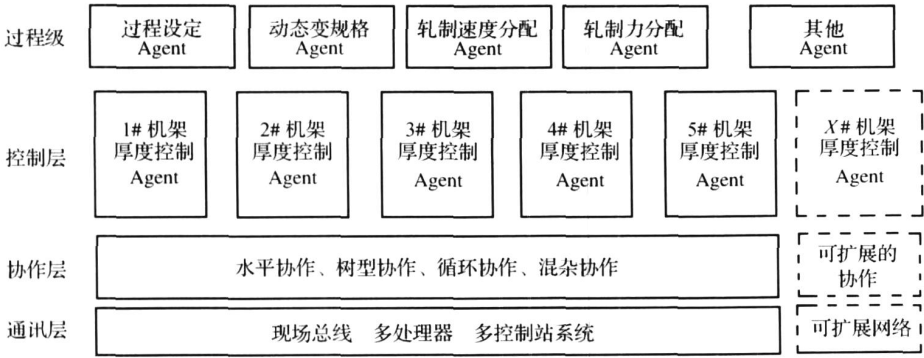 过程级
过程设定
Agent
动态变规格
Agent
轧制速度分配
Agent
轧制力分配
Agent
其他
Agent
控制层
1# 机架
厚度控制
Agent
2# 机架
厚度控制
Agent
3# 机架
厚度控制
Agent
4# 机架
厚度控制
Agent
5# 机架
厚度控制
Agent
X# 机架
厚度控制
Agent
协作层
水平协作、树型协作、循环协作、混杂协作
可扩展的
协作
通讯层
现场总线 多处理器 多控制站系统
可扩展网络